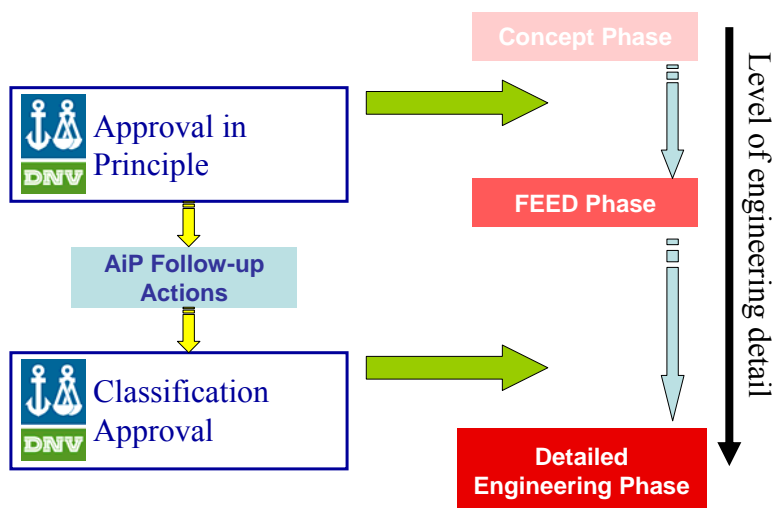 Concept Phase
Approval in
Principle
DNV
FEED Phase
AiP Follow-up
Actions
Classification
Approval
DNV
Detailed
Engineering Phase
Level of engineering detail